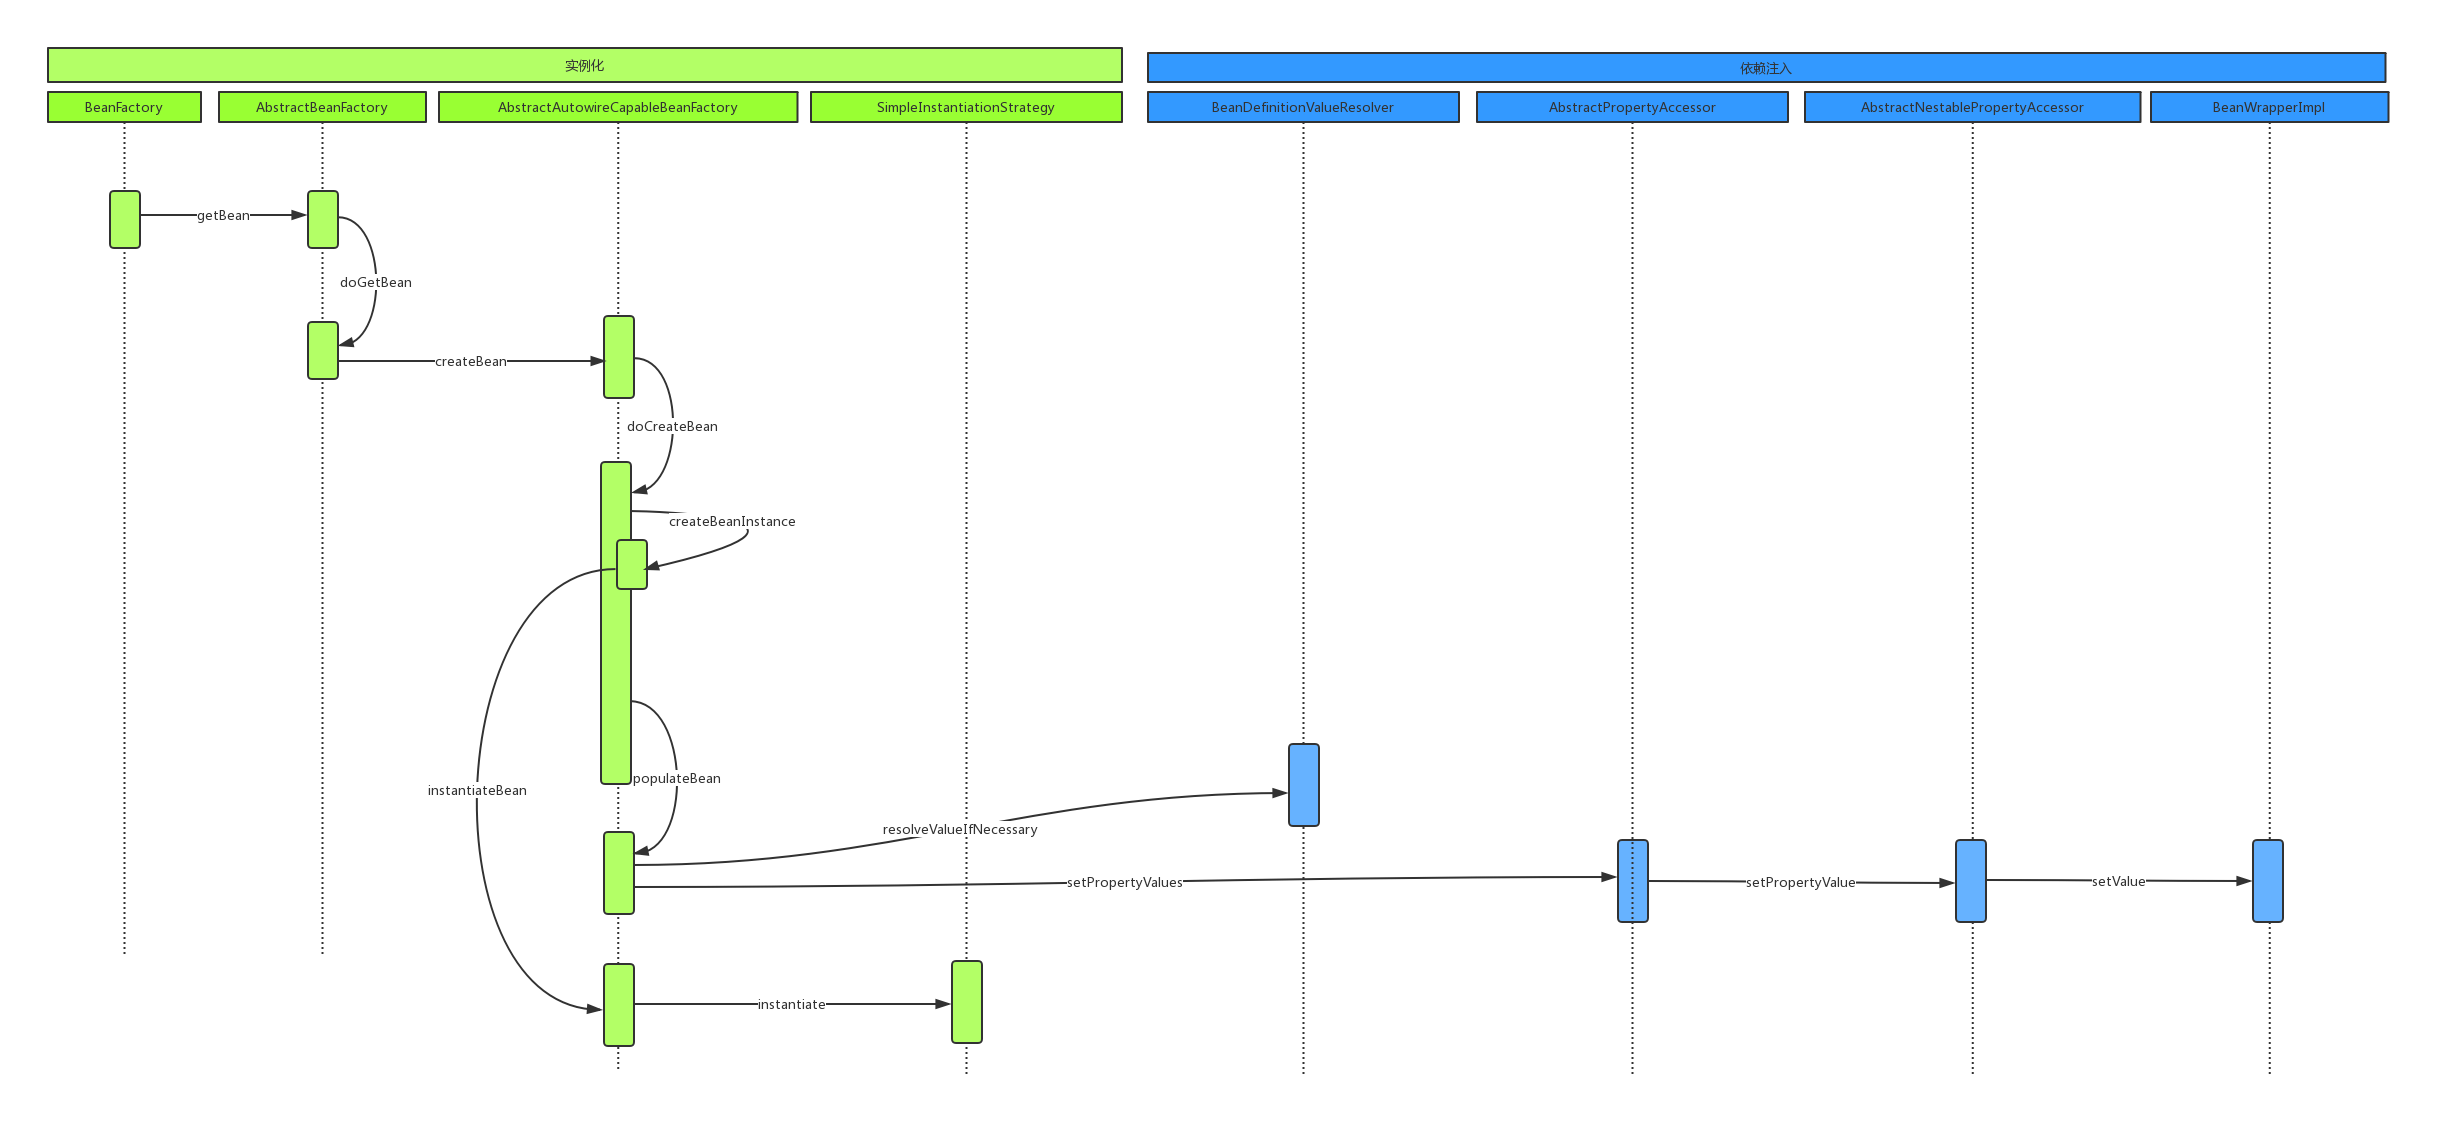 实例化
依赖注入
BeanFactory
AbstractBeanFactory
AbstractAutowireCapableBeanFactory
SimpleInstantiationStrategy
BeanDefinitionValueResolver
AbstractPropertyAccessor
AbstractNestablePropertyAccessor
BeanWrapperImpl
getBean
doGetBean
createBean
doCreateBean
createBeanInstance
populateBean
instantiateBean
resolveValueIfNecessary
setPropertyValues
setPropertyValue
setValue
instantiate